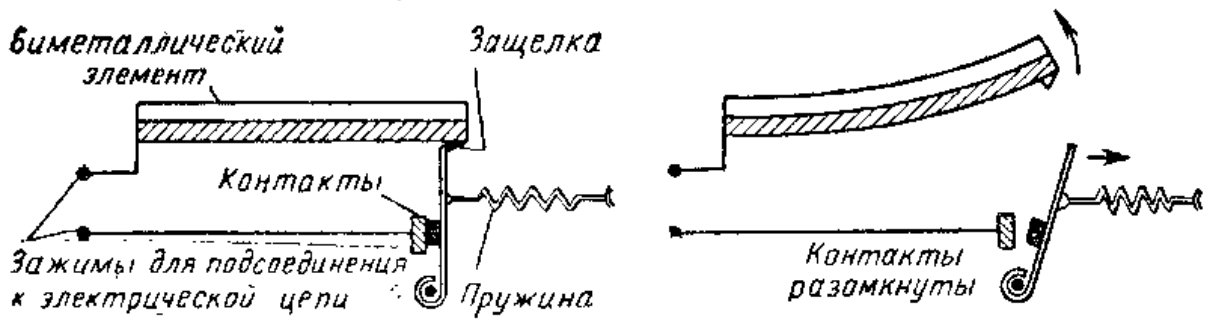 Биметаллический
элемент
Защелка
Контакты
Зажимы для подсоединения
к электрической цепи
Пружина
Контакты
разомкнуты